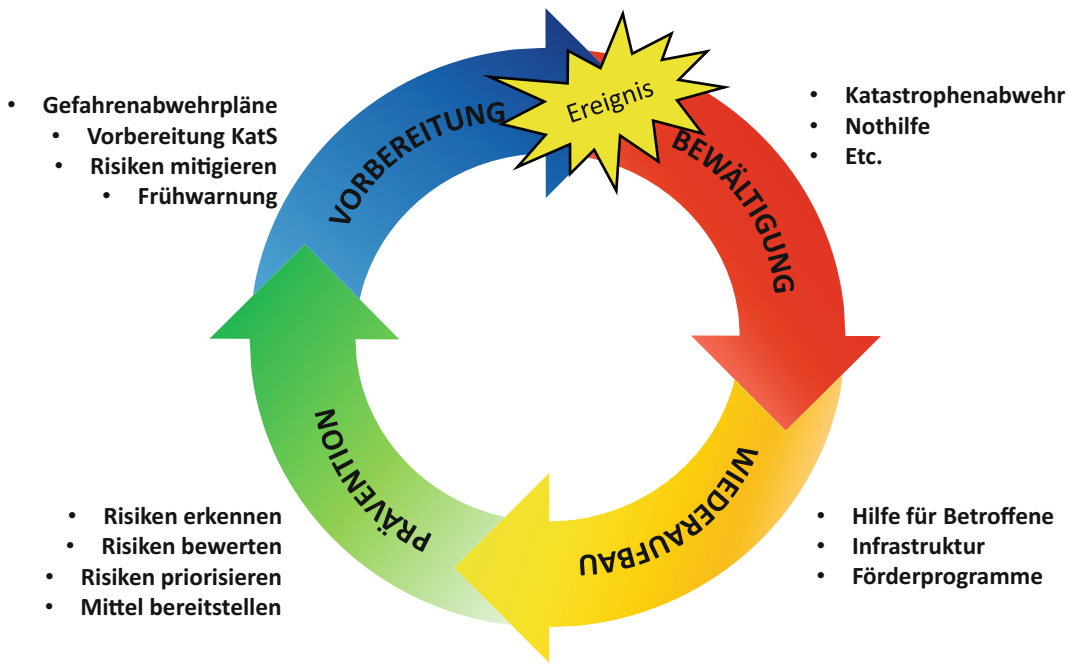 VORBEREITUNG
Ereignis
BEWÄLTIGUNG
WIEDERAUFBAU
PRÄVENTION
• Gefahrenabwehrpläne
• Vorbereitung KatS
• Risiken mitigieren
• Frühwarnung
• Katastrophenabwehr
• Nothilfe
• Etc.
• Hilfe für Betroffene
• Infrastruktur
• Förderprogramme
• Risiken erkennen
• Risiken bewerten
• Risiken priorisieren
• Mittel bereitstellen